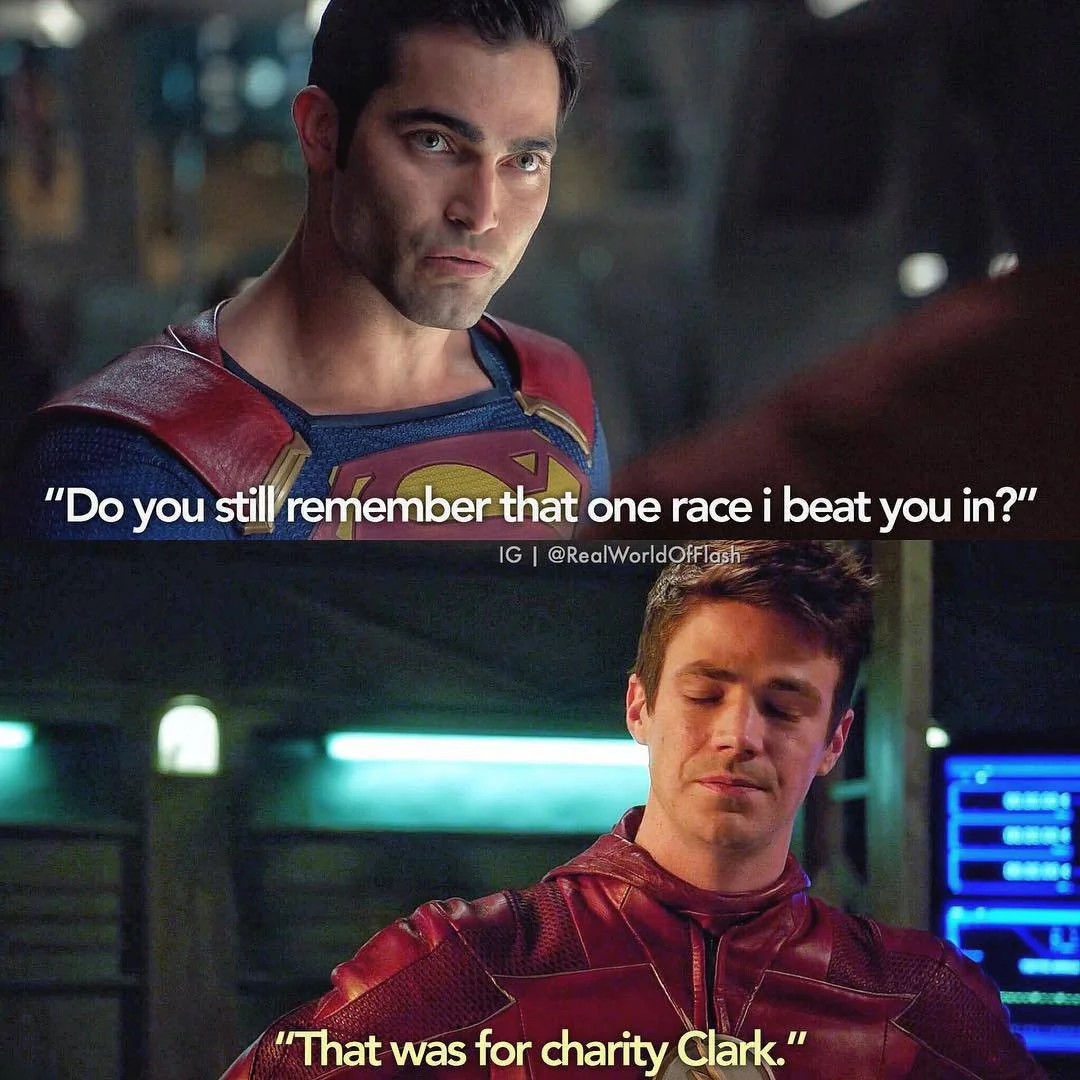 “Do you still remember that one race i beat you in?”
IG | @RealWorldOfFlash
“That was for charity Clark.”